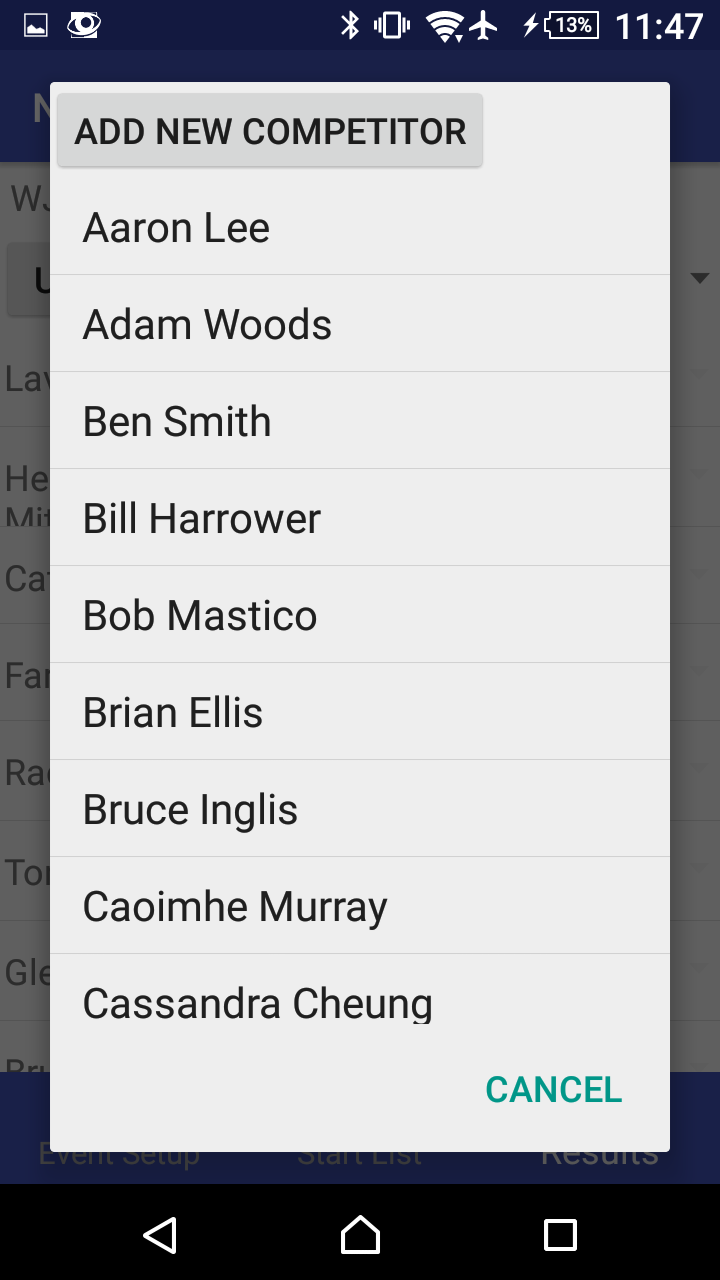 13% 11:47
ADD NEW COMPETITOR
Aaron Lee
Adam Woods
Ben Smith
Bill Harrower
Bob Mastico
Brian Ellis
Bruce Inglis
Caoimhe Murray
Cassandra Cheung
CANCEL
Event Setup Start List Results